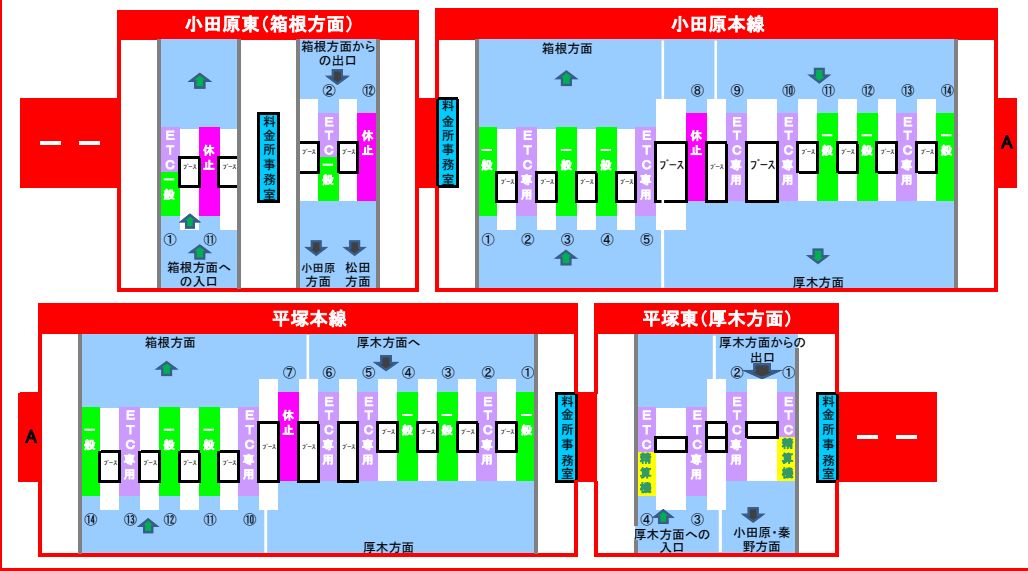 小田原東(箱根方面)
箱根方面から
の出口
② ⑫
ETC一般
休止
ブース
ブース
料金所事務室
ETC
一般
休止
ブース
ブース
① ⑪
箱根方面へ
の入口
小田原
方面
松田
方面
小田原本線
箱根方面
⑧ ⑨ ⑩ ⑪ ⑫ ⑬ ⑭
料金所事務室
一般
ブース
ETC専用
ブース
一般
ブース
一般
ブース
ETC専用
ブース
休止
ブース
ETC専用
ブース
ETC専用
ブース
一般
ブース
一般
ブース
ETC専用
ブース
一般
① ② ③ ④ ⑤
厚木方面
A
平塚本線
箱根方面
厚木方面へ
⑦ ⑥ ⑤ ④ ③ ② ①
A
一般
ブース
ETC専用
ブース
一般
ブース
一般
ブース
ETC専用
ブース
休止
ブース
ETC専用
ブース
ETC専用
ブース
一般
ブース
一般
ブース
ETC専用
ブース
一般
料金所事務室
⑭ ⑬ ⑫ ⑪ ⑩
厚木方面
平塚東(厚木方面)
厚木方面からの
出口
② ①
ETC
精算機
ETC専用
ETC専用
ETC
精算機
料金所事務室
④ ③
厚木方面への
入口
小田原・秦
野方面